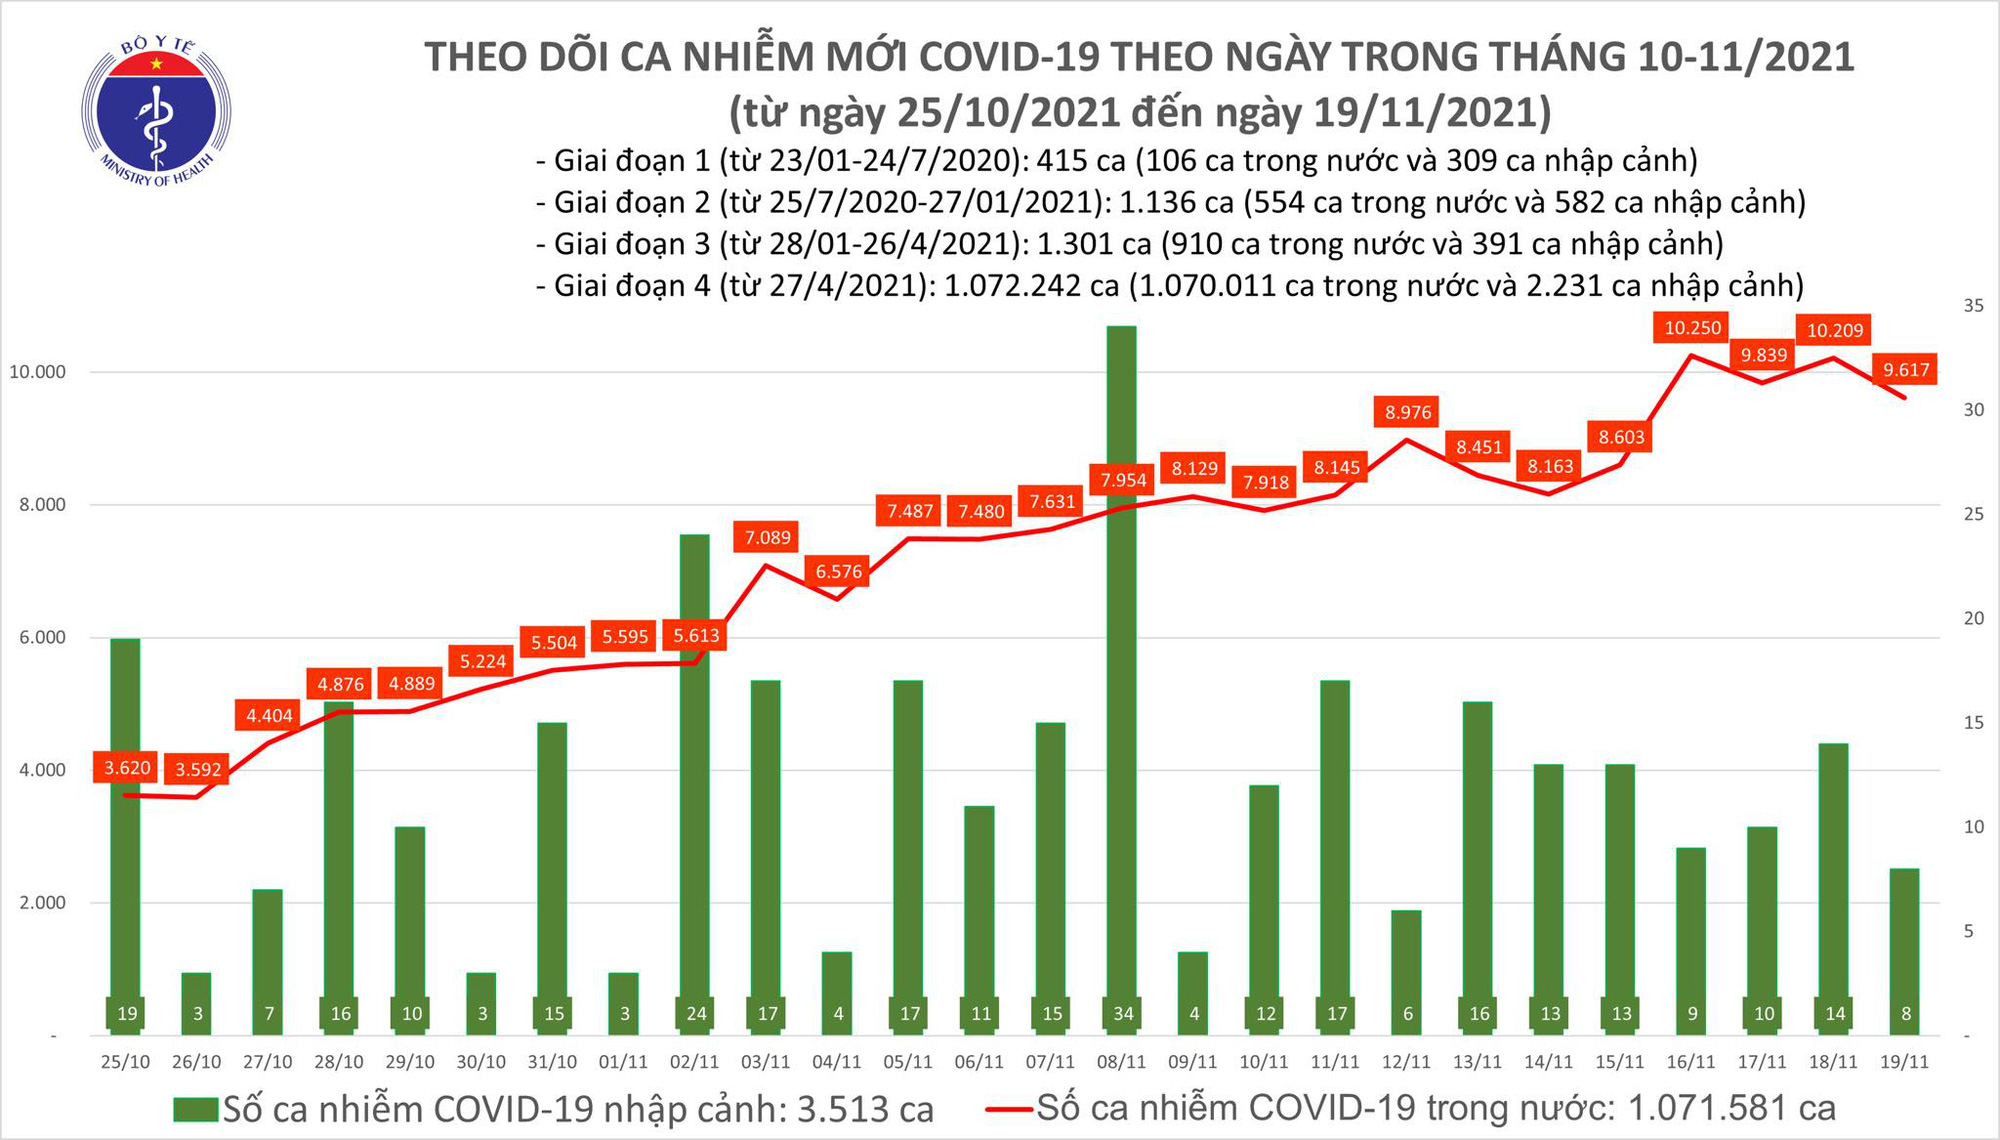 BỘ Y TẾ
MINISTRY OF HEALTH
THEO DÕI CA NHIỄM MỚI COVID-19 THEO NGÀY TRONG THÁNG 10-11/2021
(từ ngày 25/10/2021 đến ngày 19/11/2021)
- Giai đoạn 1 (từ 23/01-24/7/2020): 415 ca (106 ca trong nước và 309 ca nhập cảnh)
- Giai đoạn 2 (từ 25/7/2020-27/01/2021): 1.136 ca (554 ca trong nước và 582 ca nhập cảnh)
- Giai đoạn 3 (từ 28/01-26/4/2021): 1.301 ca (910 ca trong nước và 391 ca nhập cảnh)
- Giai đoạn 4 (từ 27/4/2021): 1.072.242 ca (1.070.011 ca trong nước và 2.231 ca nhập cảnh)
10.000
8.000
6.000
4.000
2.000
-
35
30
25
20
15
10
5
-
3.620 3.592 4.404 4.876 4.889 5.224 5.504 5.595 5.613 7.089 6.576 7.487 7.480 7.631 7.954 8.129 7.918 8.145 8.976 8.451 8.163 8.603 10.250 9.839 10.209 9.617
19 3 7 16 10 3 15 3 24 17 4 17 11 15 34 4 12 17 6 16 13 13 9 10 14 8
25/10 26/10 27/10 28/10 29/10 30/10 31/10 01/11 02/11 03/11 04/11 05/11 06/11 07/11 08/11 09/11 10/11 11/11 12/11 13/11 14/11 15/11 16/11 17/11 18/11 19/11
Số ca nhiễm COVID-19 nhập cảnh: 3.513 ca
Số ca nhiễm COVID-19 trong nước: 1.071.581 ca